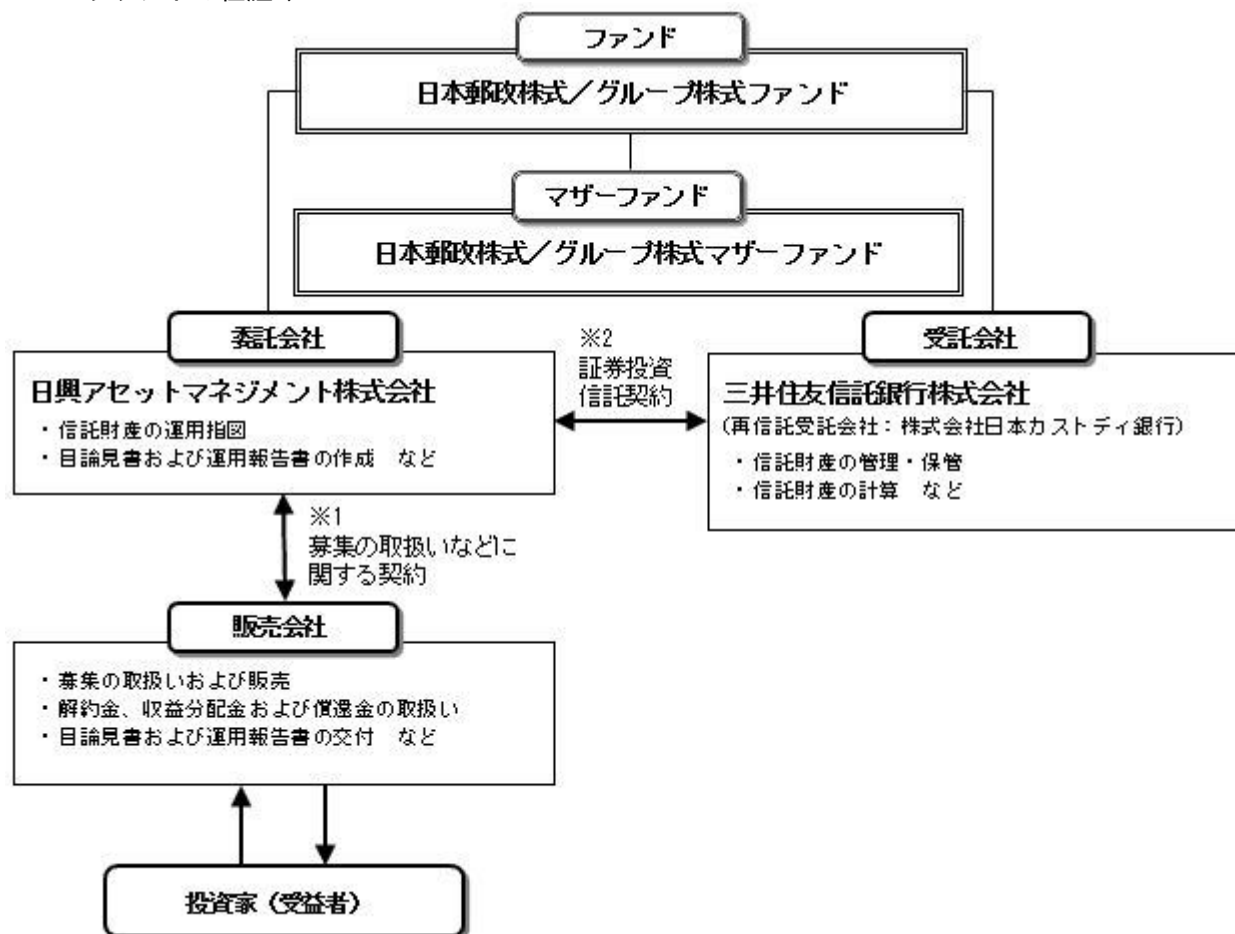 ファンド
日本郵政株式/グループ株式ファンド
マザーファンド
日本郵政株式/グループ株式マザーファンド
委託会社
日興アセットマネジメント株式会社
・信託財産の運用指図
・目論見書および運用報告書の作成 など
※2
証券投資
信託契約
受託会社
三井住友信託銀行株式会社
(再信託受託会社:株式会社日本カストディ銀行)
・信託財産の管理・保管
・信託財産の計算 など
※1
募集の取扱いなどに
関する契約
販売会社
・募集の取扱いおよび販売
・解約金、収益分配金および償還金の取扱い
・目論見書および運用報告書の交付 など
投資家(受益者)